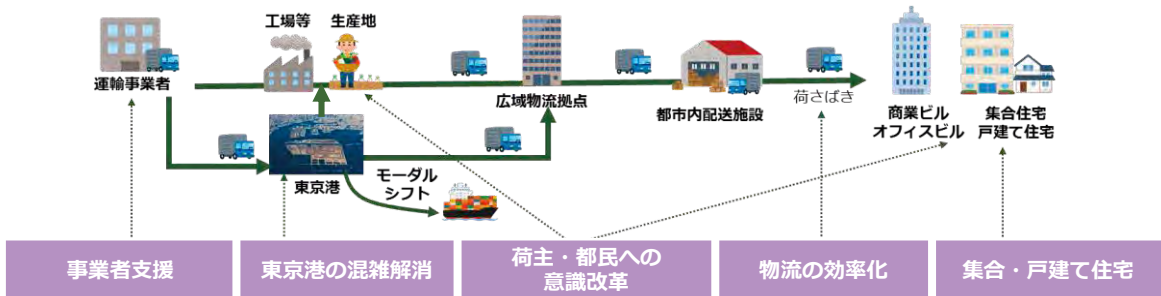 工場等
生産地
運輸事業者
広域物流拠点
都市内配送施設
荷さばき
商業ビル
オフィスビル
集合住宅
戸建て住宅
東京港
モーダル
シフト
事業者支援
東京港の混雑解消
荷主・都民への
意識改革
物流の効率化
集合・戸建て住宅